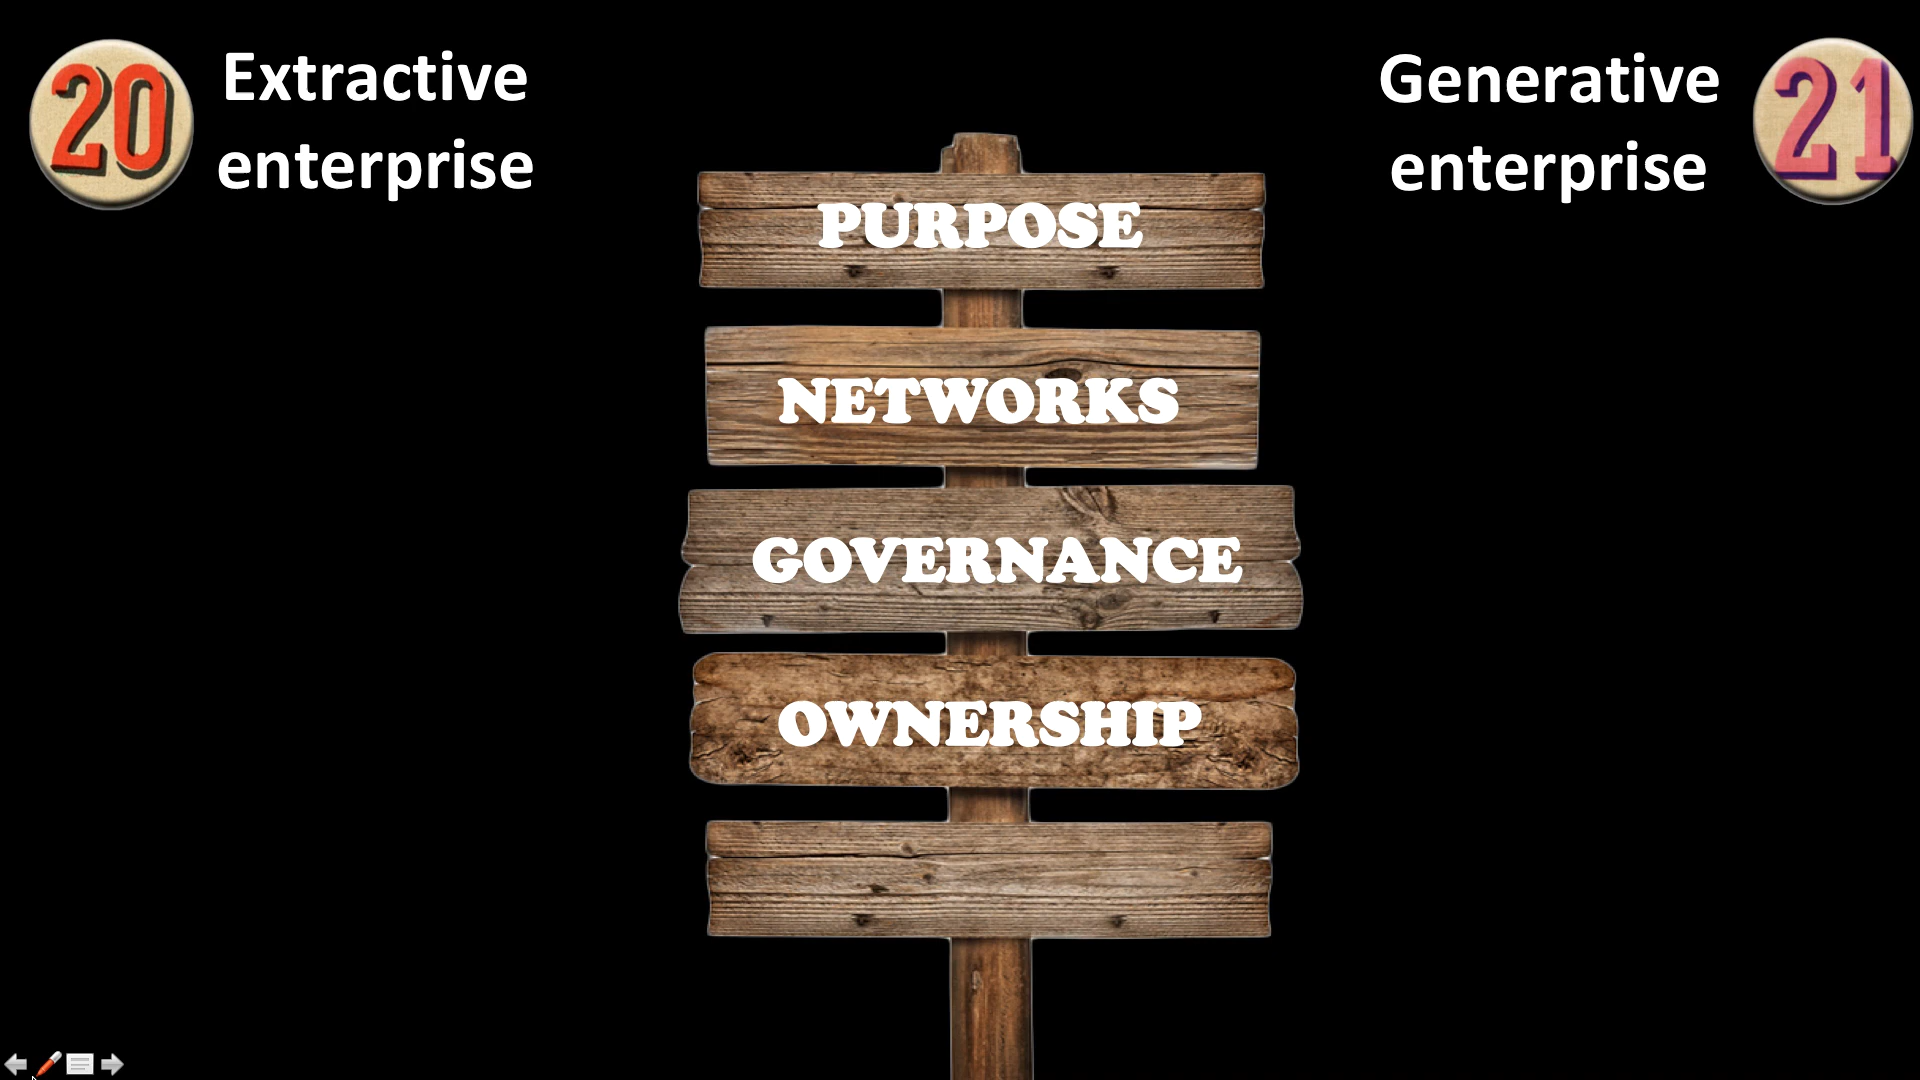 20
Extractive
enterprise
Generative
enterprise
21
PURPOSE
NETWORKS
GOVERNANCE
OWNERSHIP